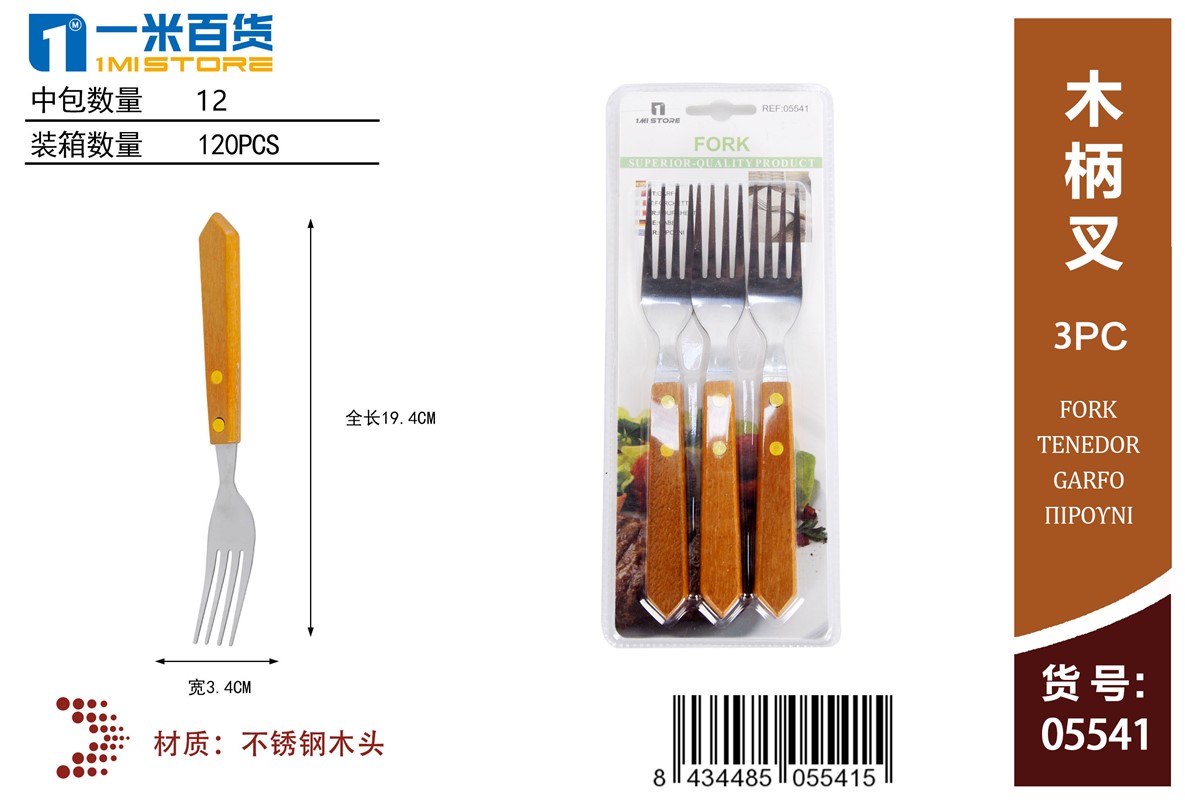 一米百货
1MI STORE
中包数量 12
装箱数量 120PCS
全长19.4CM
宽3.4CM
材质：不锈钢木头
1MI STORE
REF:05541
FORK
SUPERIOR-QUALITY PRODUCT
8 434485 055415
木柄叉
3PC
FORK
TENEDOR
GARFO
ΠΙΡΟΥΝΙ
货号:
05541